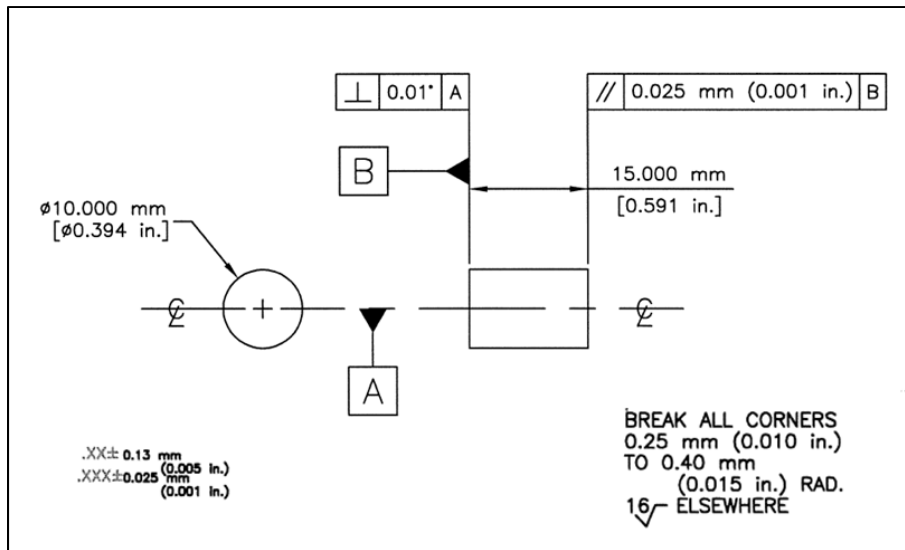 ⊥ 0.01° A
// 0.025 mm (0.001 in.) B
B
15.000 mm
[0.591 in.]
⌀10.000 mm
[⌀0.394 in.]
℄
℄
A
.XX± 0.13 mm
(0.005 in.)
.XXX±0.025 mm
(0.001 in.)
BREAK ALL CORNERS
0.25 mm (0.010 in.)
TO 0.40 mm
(0.015 in.) RAD.
16√ ELSEWHERE